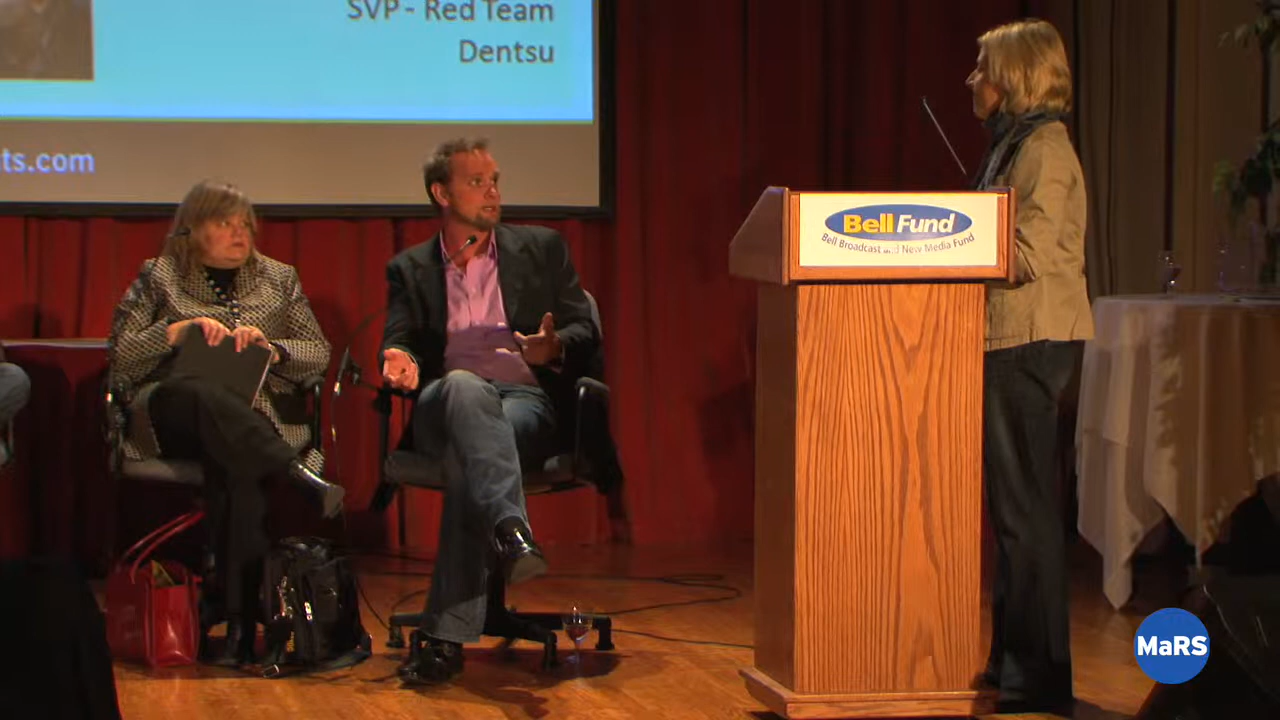 SVP - Red Team
Dentsu
ts.com
Bell Fund
Bell Broadcast and New Media Fund
MaRS